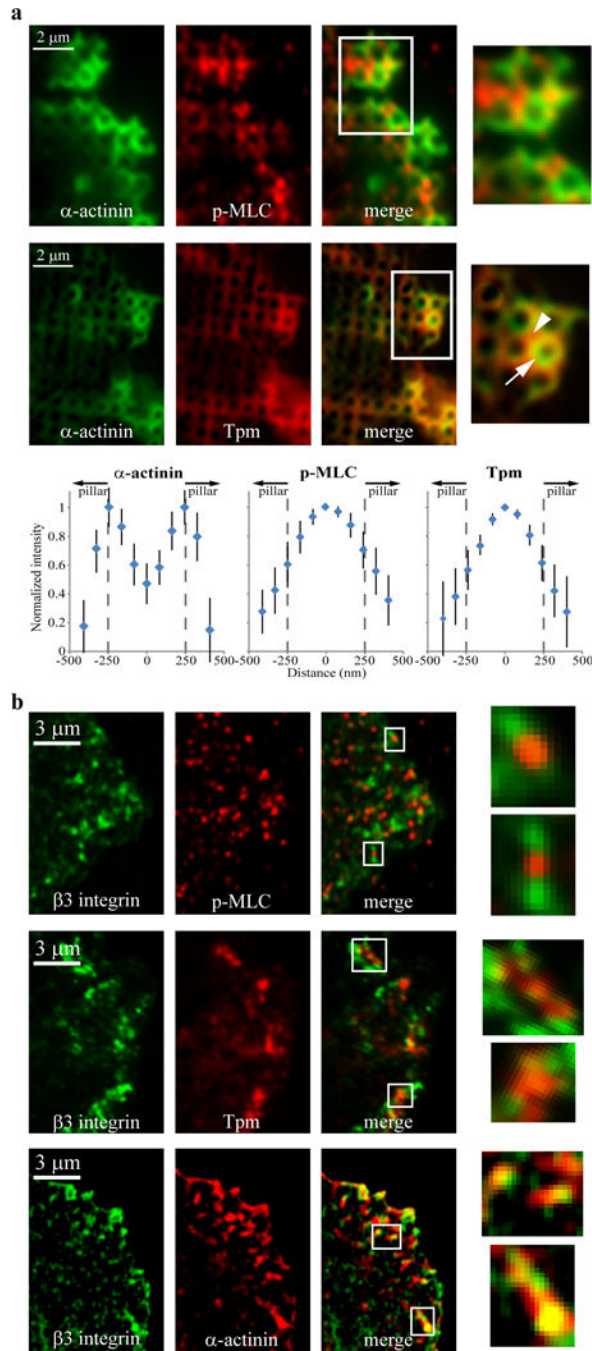 a
2 μm
α-actinin p-MLC merge
2 μm
α-actinin Tpm merge
α-actinin p-MLC Tpm
pillar pillar pillar pillar pillar pillar
Normalized intensity
1
0.8
0.6
0.4
0.2
0
-500 -250 0 250 -500 -250 0 250 -500 -250 0 250 500
Distance (nm)
b
3 μm
β3 integrin p-MLC merge
3 μm
β3 integrin Tpm merge
3 μm
β3 integrin α-actinin merge